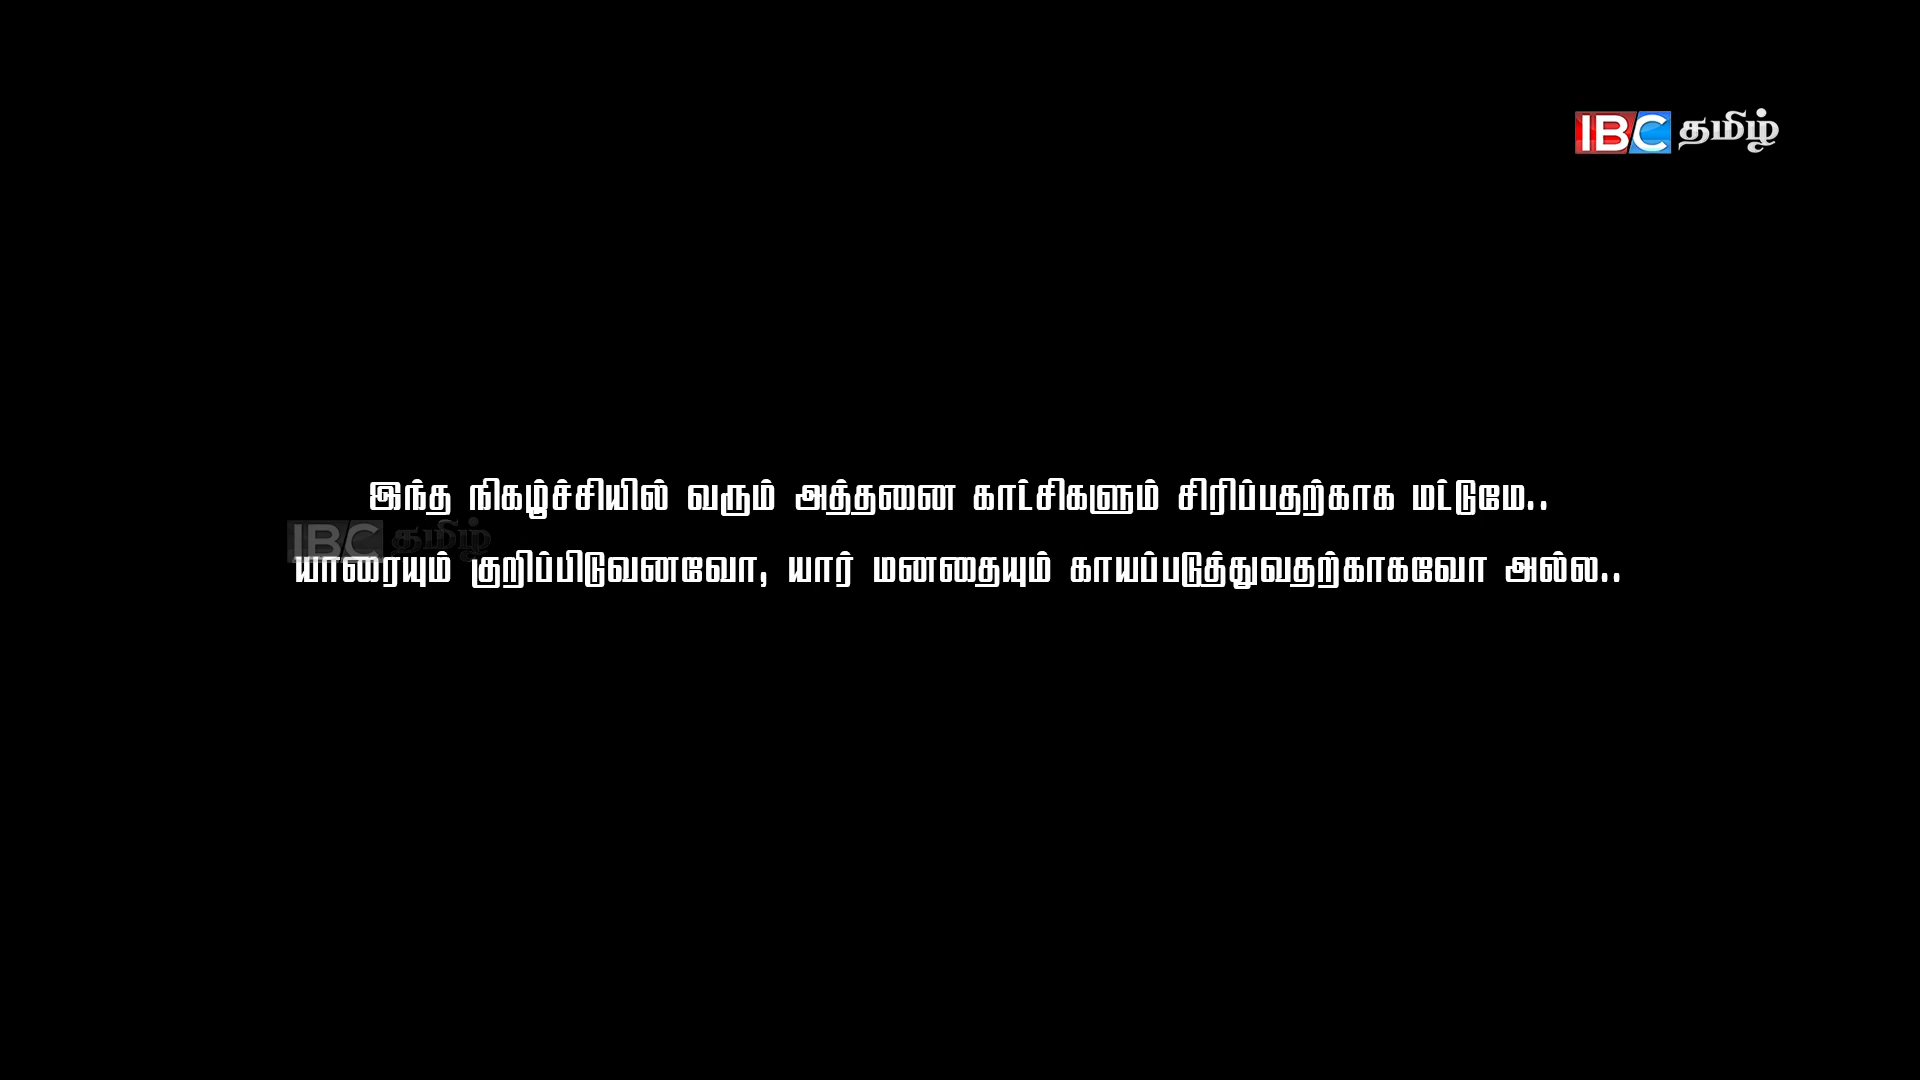 IBC தமிழ்
இந்த நிகழ்ச்சியில் வரும் அத்தனை காட்சிகளும் சிரிப்பதற்காக மட்டுமே..
IBC தமிழ்
யாரையும் குறிப்பிடுவனவோ, யார் மனதையும் காயப்படுத்துவதற்காகவோ அல்ல..